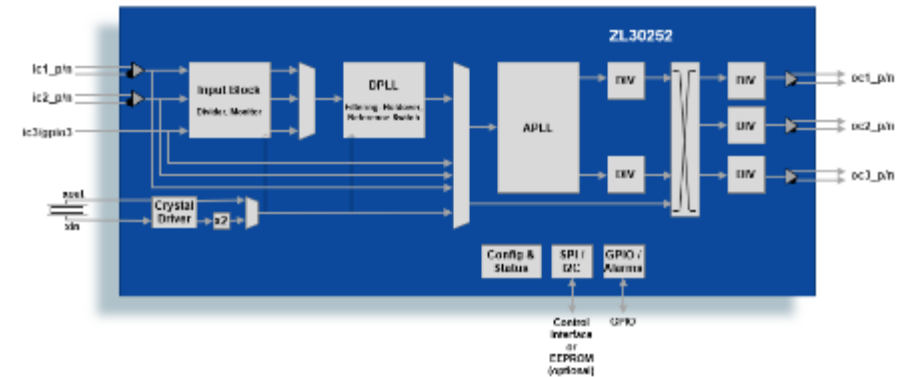 ZL30252
ic1_p/n
ic2_p/n
ic3/gpio3
Input Block
Divider, Monitor
DPLL
Filtering, Holdover,
Reference Switch
APLL
DIV
DIV
DIV
DIV
DIV
oc1_p/n
oc2_p/n
oc3_p/n
xout
xin
Crystal
Driver
x2
Config &
Status
SPI /
I2C
GPIO /
Alarms
Control
Interface
or
EEPROM
(optional)
GPIO